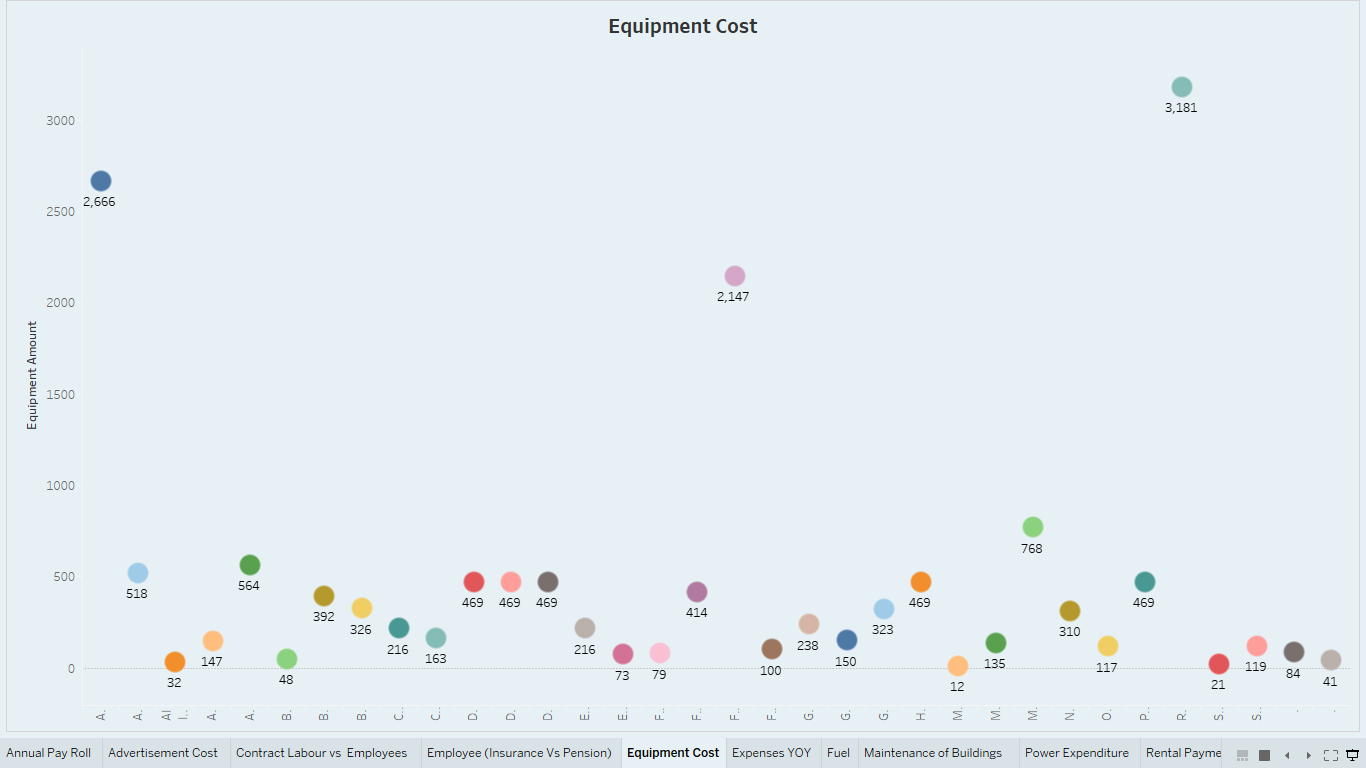 Equipment Cost
Equipment Amount
3000
2500
2000
1500
1000
500
0
2,666
518
32
147
564
48
392
326
216
163
469
469
469
216
73
79
414
2,147
100
238
150
323
469
12
135
768
310
117
469
3,181
21
119
84
41
A.
A.
Al
I..
A.
A.
B.
B.
B.
C..
C..
D.
D.
D.
E..
E..
F..
F..
F..
F..
G.
G.
G.
H.
M.
M.
M.
N.
O.
P..
R..
S..
S..
.
.
Annual Pay Roll Advertisement Cost Contract Labour vs Employees Employee (Insurance Vs Pension) Equipment Cost Expenses YOY Fuel Maintenance of Buildings Power Expenditure Rental Payme